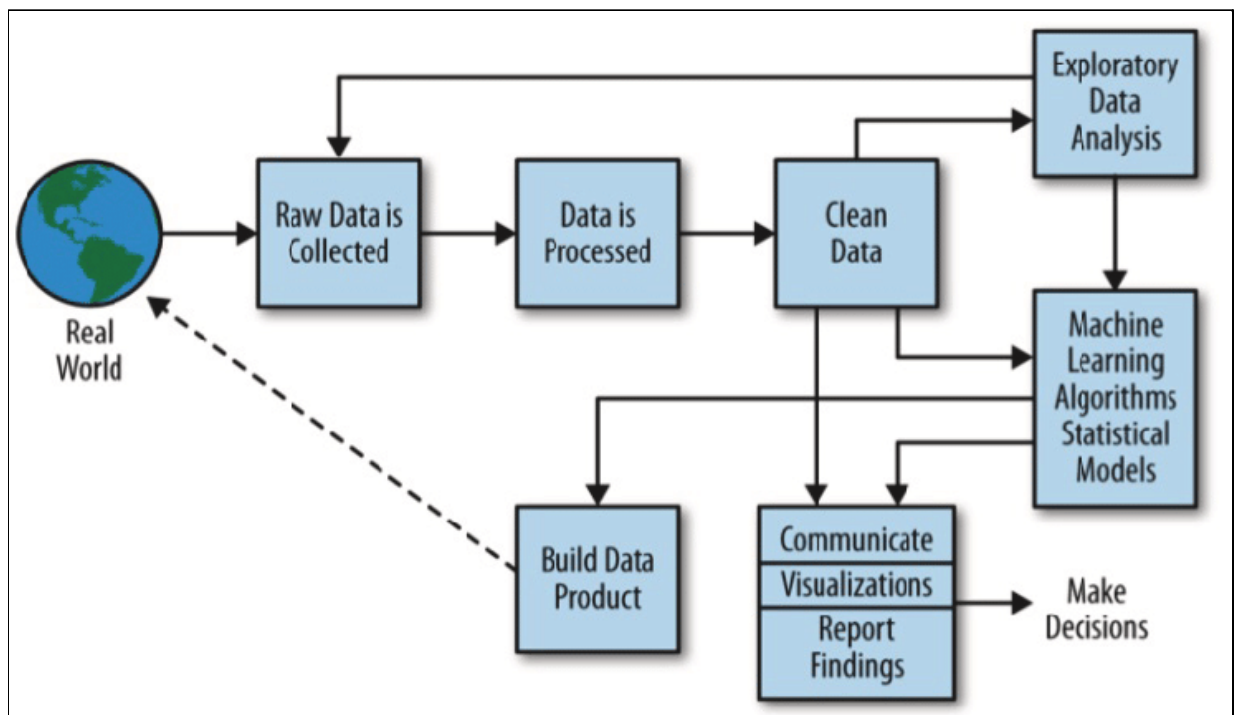 Exploratory
Data
Analysis
Raw Data is
Collected
Data is
Processed
Clean
Data
Real
World
Machine
Learning
Algorithms
Statistical
Models
Build Data
Product
Communicate
Visualizations
Report
Findings
Make
Decisions